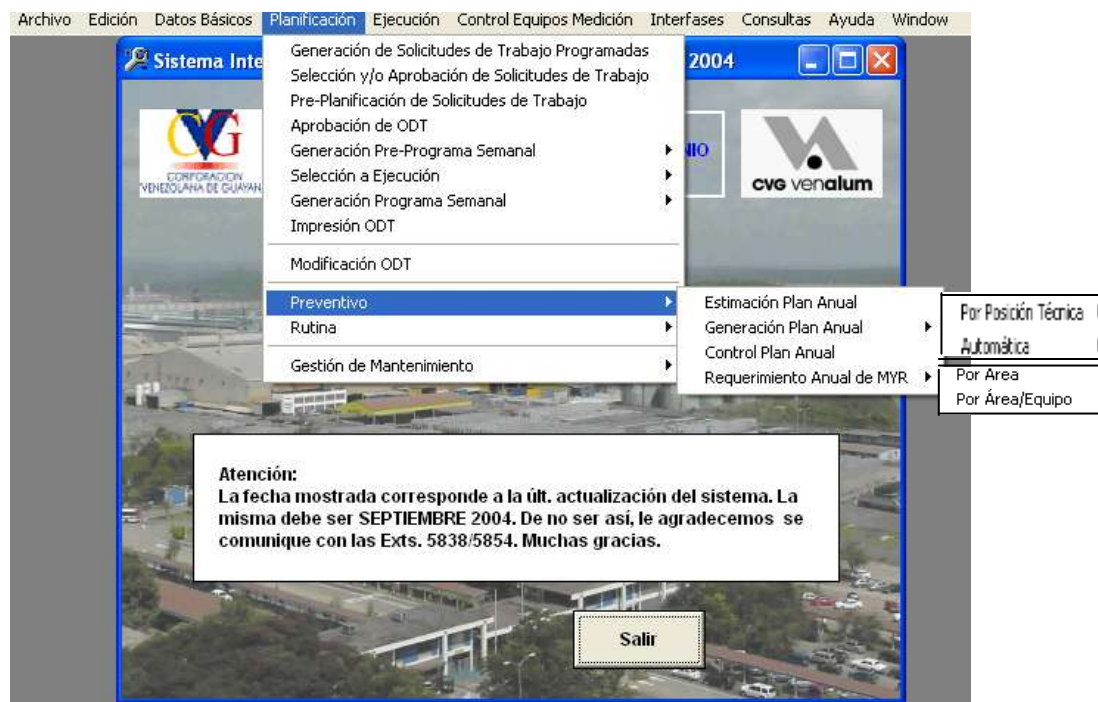 Archivo Edición Datos Básicos Planificación Ejecución Control Equipos Medición Interfases Consultas Ayuda Window
Sistema Inte 2004
Generación de Solicitudes de Trabajo Programadas
Selección y/o Aprobación de Solicitudes de Trabajo
Pre-Planificación de Solicitudes de Trabajo
Aprobación de ODT
Generación Pre-Programa Semanal
Selección a Ejecución
Generación Programa Semanal
Impresión ODT
Modificación ODT
Preventivo
Rutina
Gestión de Mantenimiento
CVG
CORPORACION
VENEZOLANA DE GUAYAN
NIO
cvg venalum
Estimación Plan Anual
Generación Plan Anual
Control Plan Anual
Requerimiento Anual de MYR
Por Posición Técnica
Automática
Por Area
Por Área/Equipo
Atención:
La fecha mostrada corresponde a la últ. actualización del sistema. La
misma debe ser SEPTIEMBRE 2004. De no ser así, le agradecemos se
comunique con las Exts. 5838/5854. Muchas gracias.
Salir